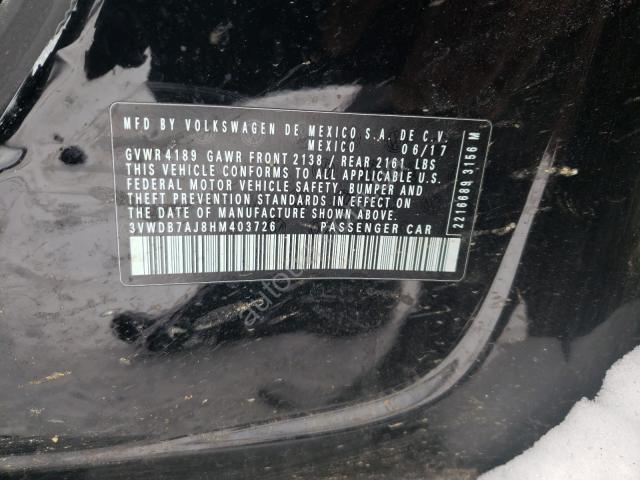 MFD BY VOLKSWAGEN DE MEXICO S.A. DE C.V.
MEXICO 06/17
GVWR 4189 GAWR FRONT 2138 / REAR 2161 LBS
THIS VEHICLE CONFORMS TO ALL APPLICABLE U.S.
FEDERAL MOTOR VEHICLE SAFETY, BUMPER AND
THEFT PREVENTION STANDARDS IN EFFECT ON
THE DATE OF MANUFACTURE SHOWN ABOVE.
3VWDB7AJ8HM403726 PASSENGER CAR
2216689 3156 M